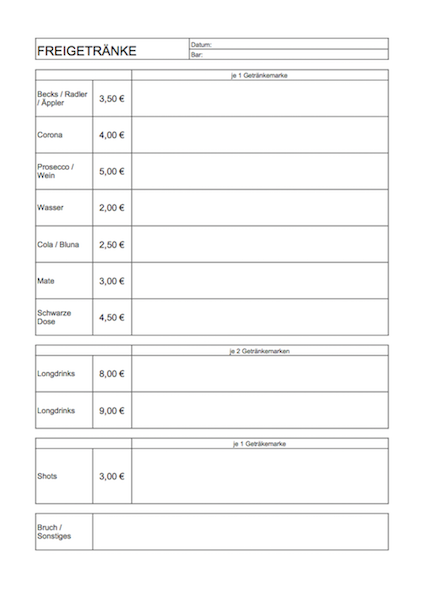 FREIGETRÄNKE
Datum:
Bar:
je 1 Getränkemarke
Becks / Radler
/ Äppler
3,50 €
Corona
4,00 €
Prosecco /
Wein
5,00 €
Wasser
2,00 €
Cola / Bluna
2,50 €
Mate
3,00 €
Schwarze
Dose
4,50 €
je 2 Getränkemarken
Longdrinks
8,00 €
Longdrinks
9,00 €
je 1 Geträkemarke
Shots
3,00 €
Bruch /
Sonstiges